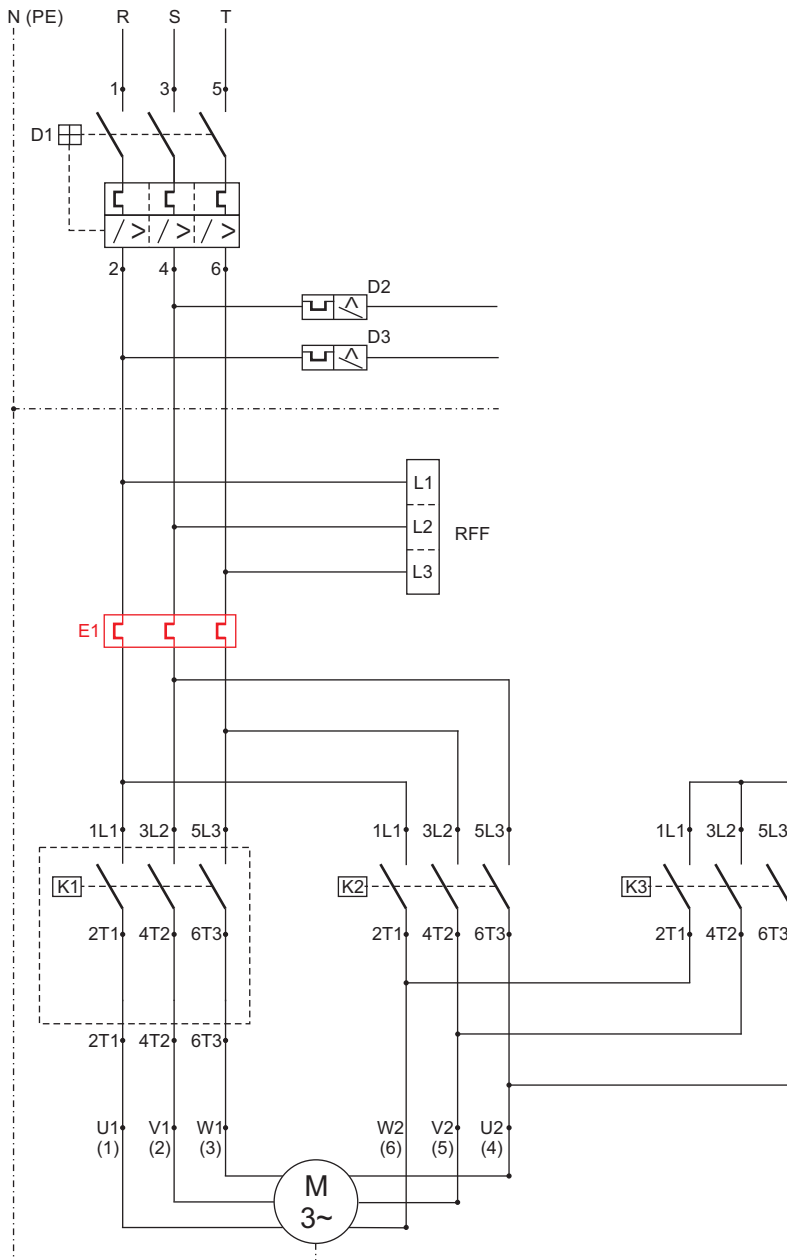 N (PE) R S T
1 3 5
D1
/ > / > / >
2 4 6
D2
D3
L1
L2 RFF
L3
E1
1L1 3L2 5L3 1L1 3L2 5L3 1L1 3L2 5L3
K1 K2 K3
2T1 4T2 6T3 2T1 4T2 6T3 2T1 4T2 6T3
2T1 4T2 6T3
U1 V1 W1 W2 V2 U2
(1) (2) (3) (6) (5) (4)
M
3~